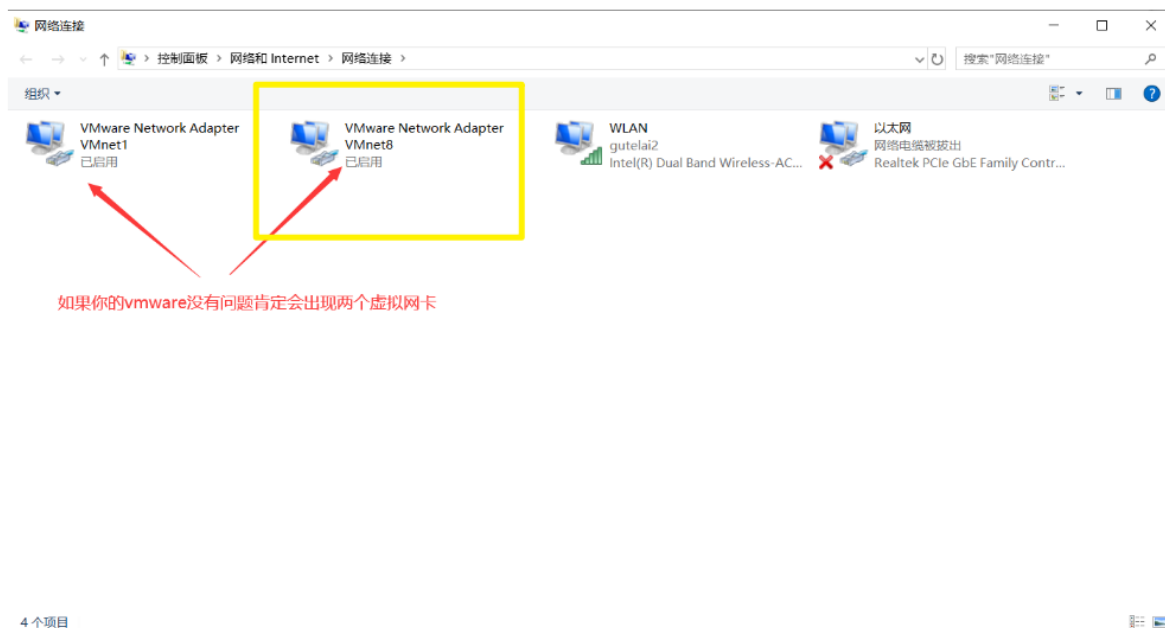 网络连接
控制面板 › 网络和 Internet › 网络连接 ›
搜索"网络连接"
组织
VMware Network Adapter
VMnet1
已启用
VMware Network Adapter
VMnet8
已启用
WLAN
gutelai2
Intel(R) Dual Band Wireless-AC...
以太网
网络电缆被拔出
Realtek PCIe GbE Family Contr...
如果你的vmware没有问题肯定会出现两个虚拟网卡
4 个项目